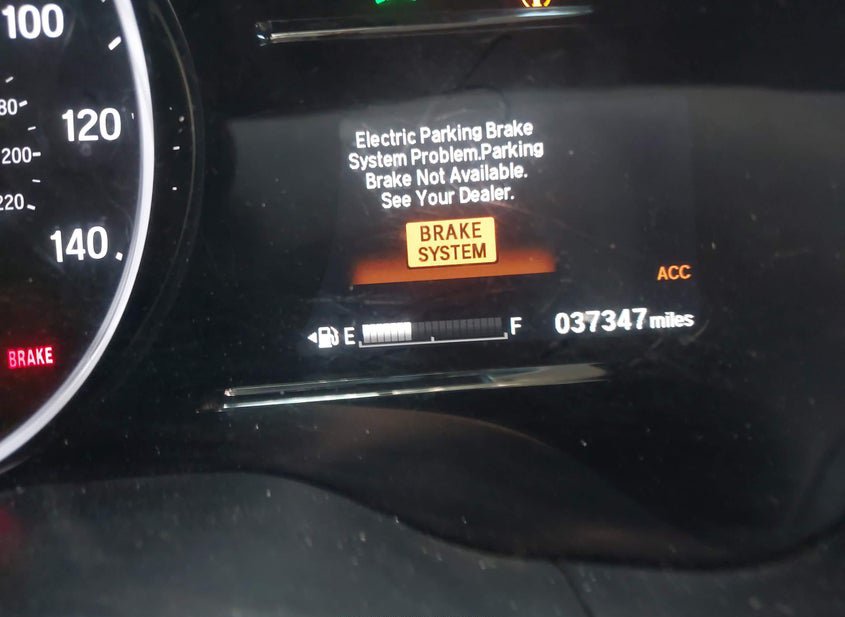 100
80
120
200
220
140
Electric Parking Brake
System Problem.Parking
Brake Not Available.
See Your Dealer.
BRAKE
SYSTEM
ACC
E F
037347 miles
BRAKE